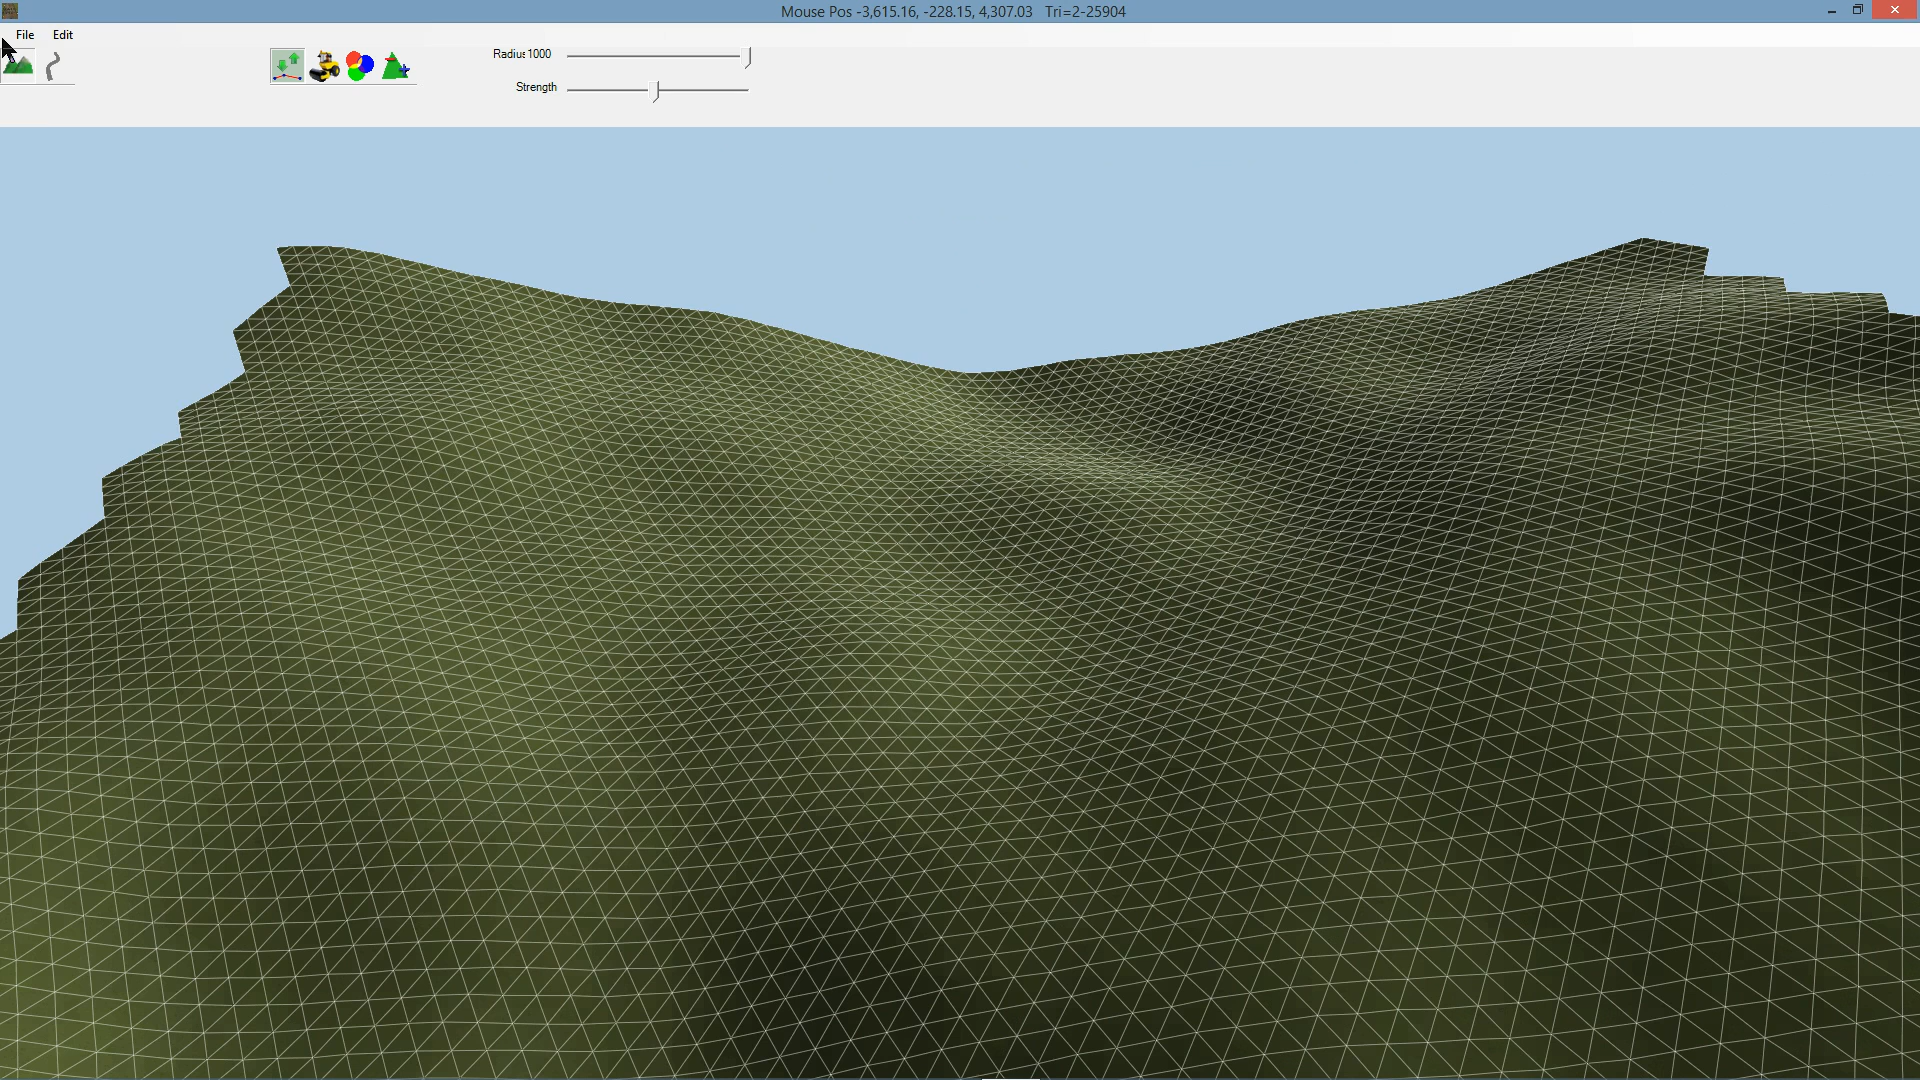 Mouse Pos -3,615.16, -228.15, 4,307.03 Tri=2-25904
File Edit
Radius 1000
Strength